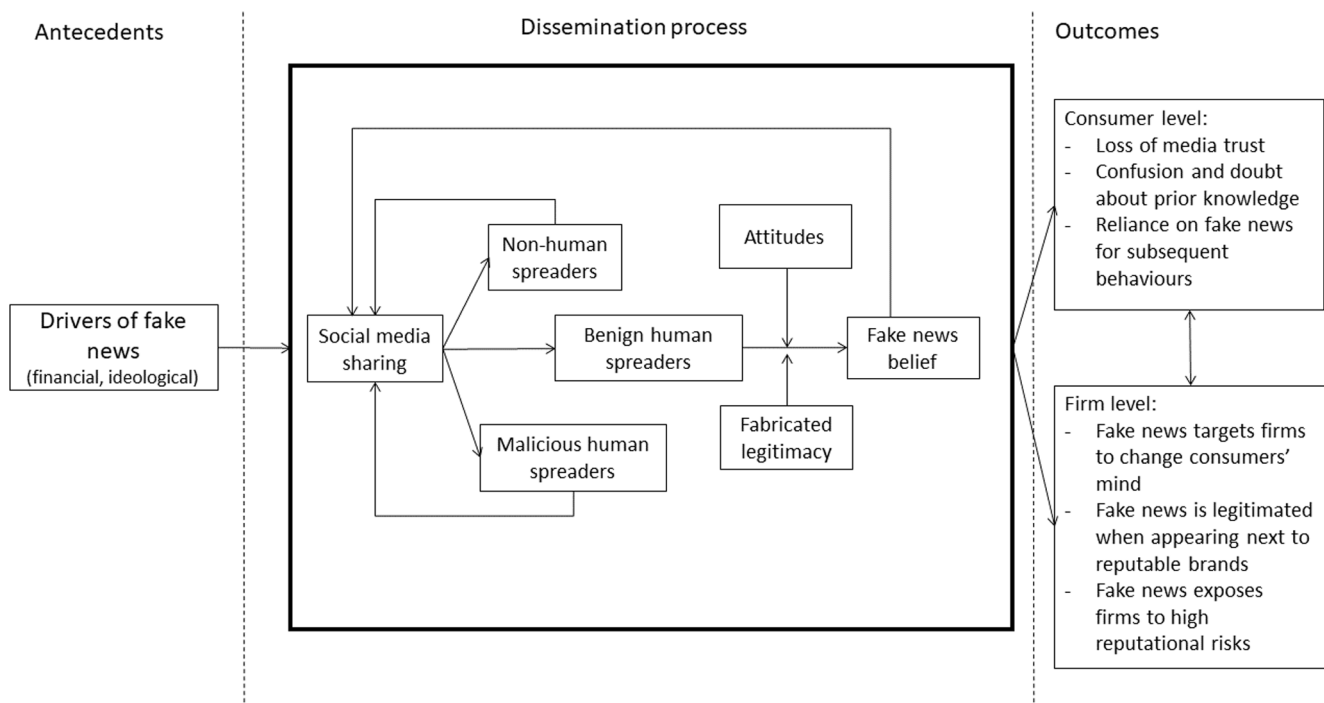 Antecedents
Dissemination process
Outcomes
Drivers of fake
news
(financial, ideological)
Social media
sharing
Non-human
spreaders
Benign human
spreaders
Malicious human
spreaders
Attitudes
Fabricated
legitimacy
Fake news
belief
Consumer level:
- Loss of media trust
- Confusion and doubt
about prior knowledge
- Reliance on fake news
for subsequent
behaviours
Firm level:
- Fake news targets firms
to change consumers’
mind
- Fake news is legitimated
when appearing next to
reputable brands
- Fake news exposes
firms to high
reputational risks